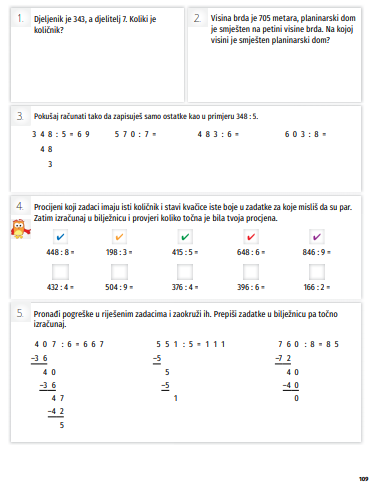 1. Djeljenik je 343, a djelitelj 7. Koliki je
količnik?
2. Visina brda je 705 metara, planinarski dom
je smješten na petini visine brda. Na kojoj
visini je smješten planinarski dom?
3. Pokušaj računati tako da zapisuješ samo ostatke kao u primjeru 348 : 5.
3 4 8 : 5 = 6 9 5 7 0 : 7 = 4 8 3 : 6 = 6 0 3 : 8 =
4 8
3
4. Procijeni koji zadaci imaju isti količnik i stavi kvačice iste boje u zadatke za koje misliš da su par.
Zatim izračunaj u bilježnicu i provjeri koliko točna je bila tvoja procjena.
✔ ✔ ✔ ✔ ✔
448 : 8 = 198 : 3 = 415 : 5 = 648 : 6 = 846 : 9 =
432 : 4 = 504 : 9 = 376 : 4 = 396 : 6 = 166 : 2 =
5. Pronađi pogreške u riješenim zadacima i zaokruži ih. Prepiši zadatke u bilježnicu pa točno
izračunaj.
4 0 7 : 6 = 6 6 7 5 5 1 : 5 = 1 1 1 7 6 0 : 8 = 8 5
–3 6 –5 –7 2
4 0 5 4 0
–3 6 –5 –4 0
4 7 1 0
–4 2
5
109